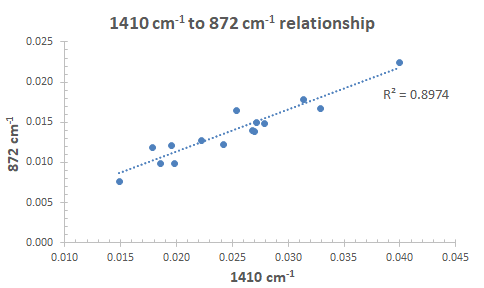 1410 cm⁻¹ to 872 cm⁻¹ relationship
0.025
0.020
0.015
0.010
0.005
0.000
872 cm⁻¹
R² = 0.8974
0.010 0.015 0.020 0.025 0.030 0.035 0.040 0.045
1410 cm⁻¹